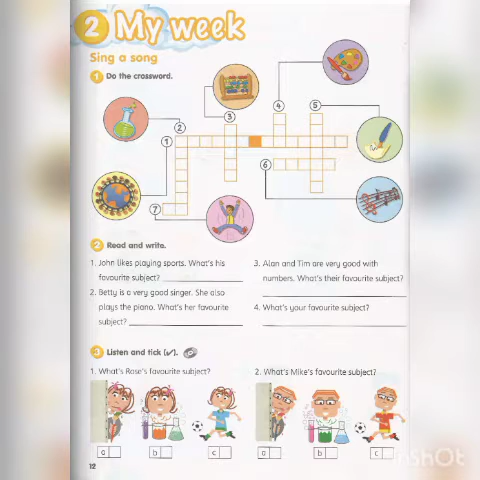 2 My week
Sing a song
1 Do the crossword.
4
5
3
2
1
6
7
2 Read and write.
1. John likes playing sports. What's his
favourite subject?
2. Betty is a very good singer. She also
plays the piano. What's her favourite
subject?
3. Alan and Tim are very good with
numbers. What's their favourite subject?
4. What's your favourite subject?
3 Listen and tick (✓).
1. What's Rose's favourite subject?
2. What's Mike's favourite subject?
a
b
c
a
b
c
12